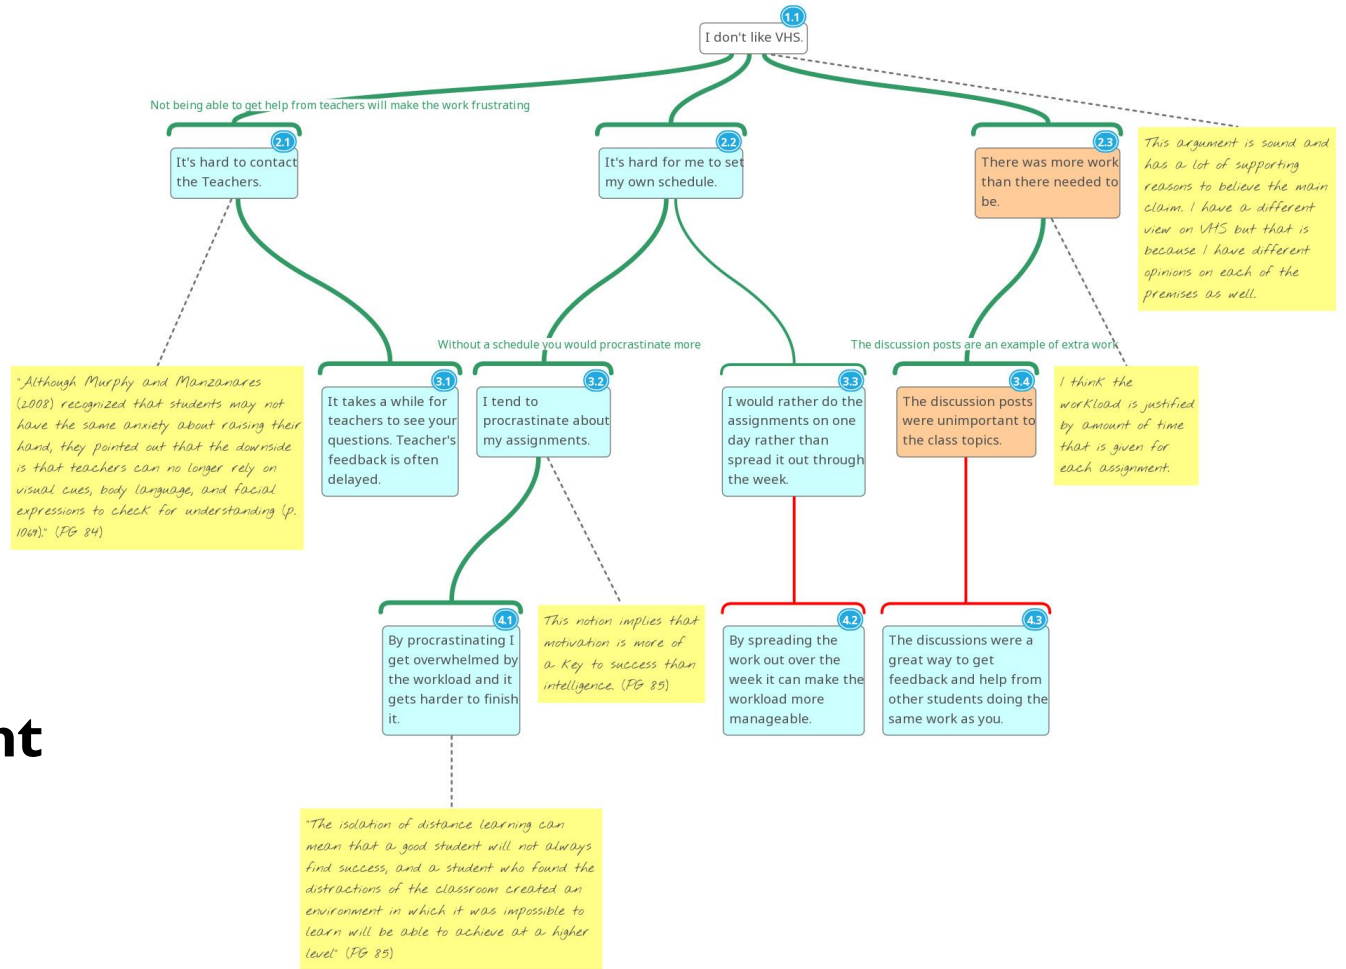 1.1
I don't like VHS.
Not being able to get help from teachers will make the work frustrating
2.1
It's hard to contact
the Teachers.
2.2
It's hard for me to set
my own schedule.
2.3
There was more work
than there needed to
be.
This argument is sound and
has a lot of supporting
reasons to believe the main
claim. I have a different
view on VHS but that is
because I have different
opinions on each of the
premises as well.
Without a schedule you would procrastinate more
The discussion posts are an example of extra work
"Although Murphy and Manzanares
(2008) recognized that students may not
have the same anxiety about raising their
hand, they pointed out that the downside
is that teachers can no longer rely on
visual cues, body language, and facial
expressions to check for understanding (p.
1069)." (PG 84)
3.1
It takes a while for
teachers to see your
questions. Teacher's
feedback is often
delayed.
3.2
I tend to
procrastinate about
my assignments.
3.3
I would rather do the
assignments on one
day rather than
spread it out through
the week.
3.4
The discussion posts
were unimportant to
the class topics.
I think the
workload is justified
by amount of time
that is given for
each assignment.
4.1
By procrastinating I
get overwhelmed by
the workload and it
gets harder to finish
it.
This notion implies that
motivation is more of
a key to success than
intelligence. (PG 85)
4.2
By spreading the
work out over the
week it can make the
workload more
manageable.
4.3
The discussions were a
great way to get
feedback and help from
other students doing the
same work as you.
nt
"The isolation of distance learning can
mean that a good student will not always
find success, and a student who found the
distractions of the classroom created an
environment in which it was impossible to
learn will be able to achieve at a higher
level" (PG 85)